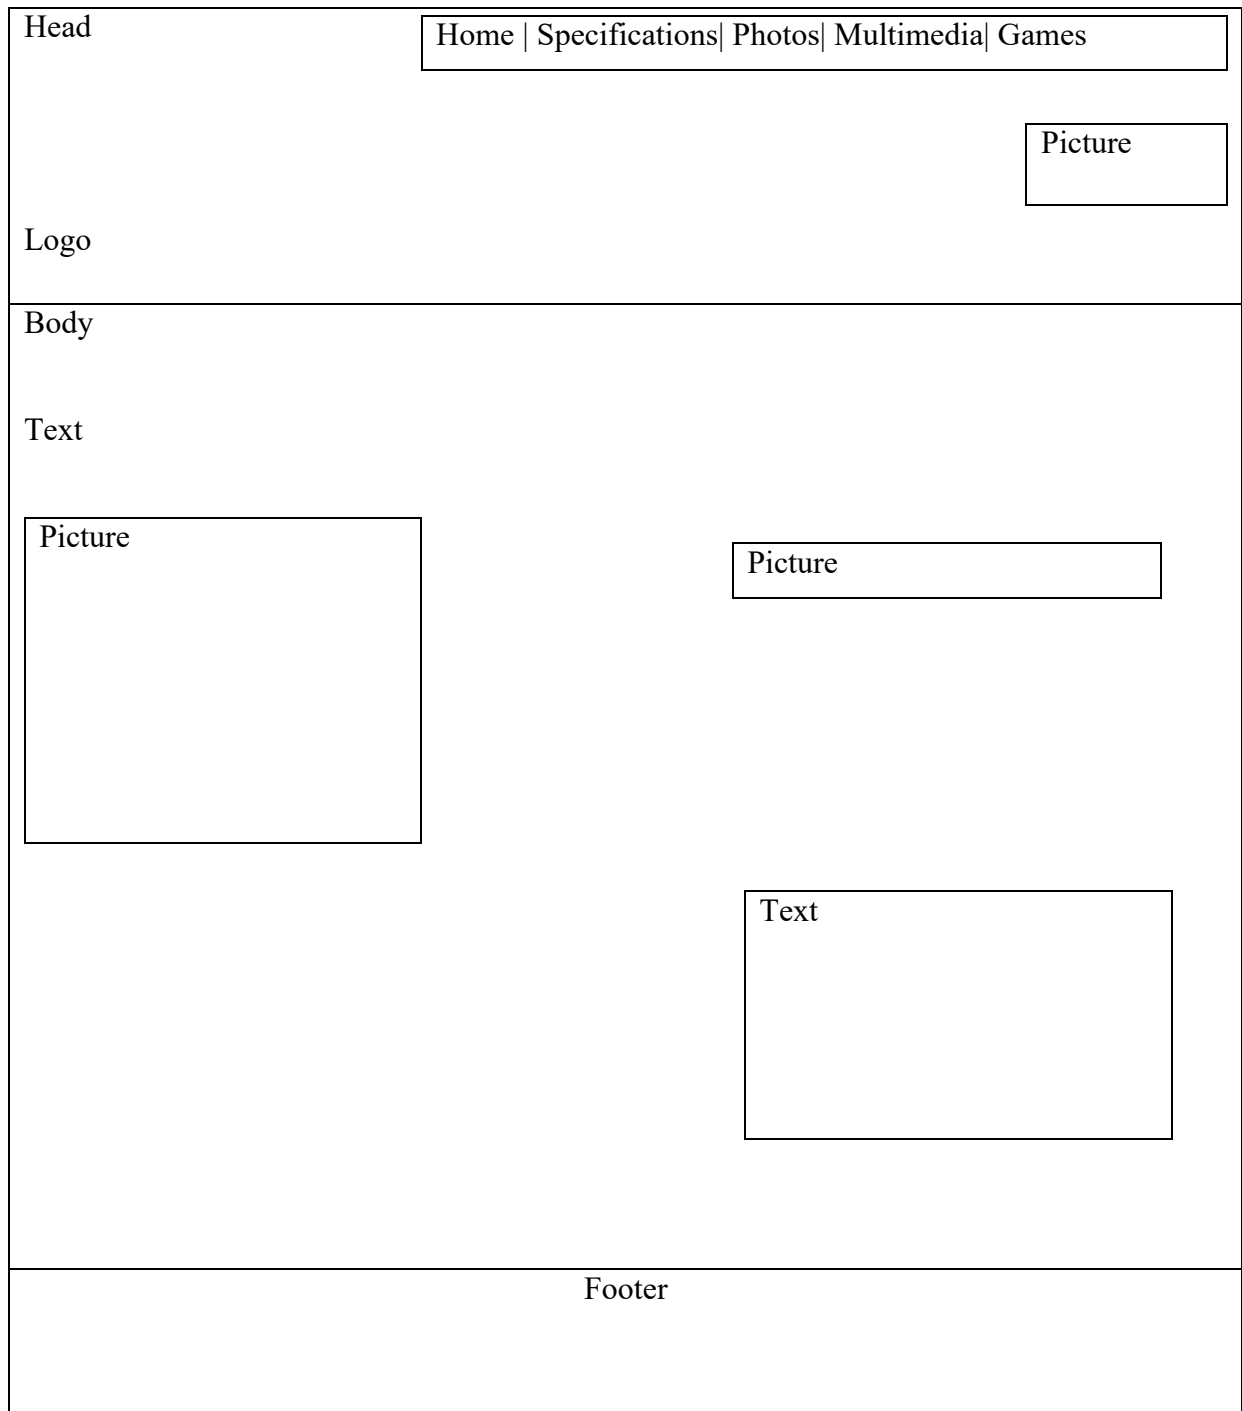 Head
Home | Specifications| Photos| Multimedia| Games
Picture
Logo
Body
Text
Picture
Picture
Text
Footer